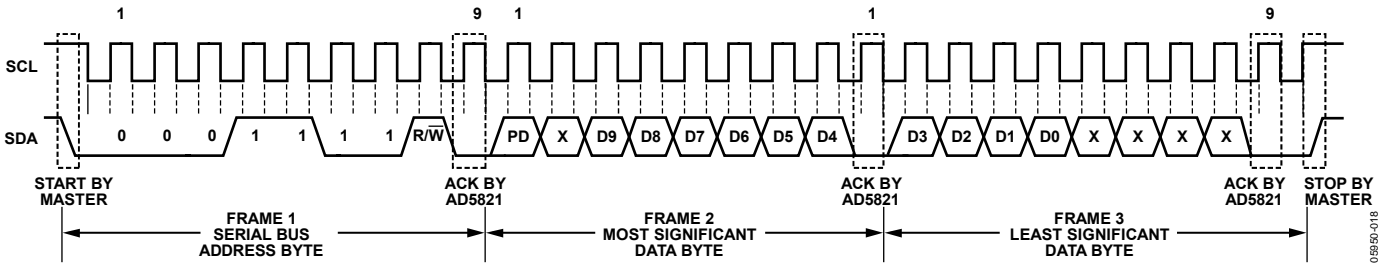 1 9 1 1 9
SCL
SDA 0 0 0 1 1 1 1 R/W PD X D9 D8 D7 D6 D5 D4 D3 D2 D1 D0 X X X X
START BY
MASTER
ACK BY
AD5821
ACK BY
AD5821
ACK BY
AD5821
STOP BY
MASTER
FRAME 1
SERIAL BUS
ADDRESS BYTE
FRAME 2
MOST SIGNIFICANT
DATA BYTE
FRAME 3
LEAST SIGNIFICANT
DATA BYTE
05950-018